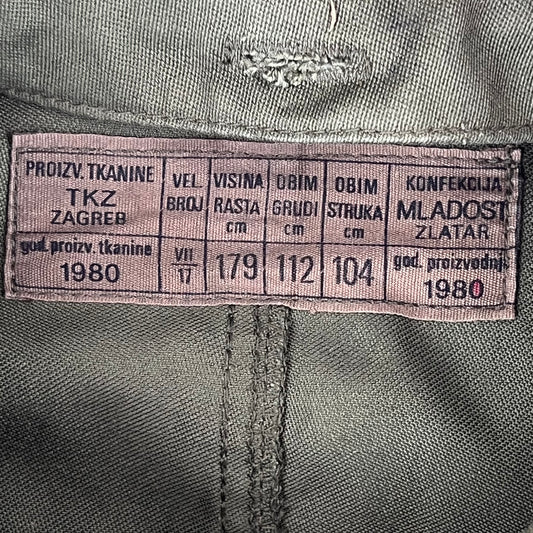 PROIZV. TKANINE
TKZ
ZAGREB
god. proizv. tkanine
1980
VEL
BROJ
VII
17
VISINA
RASTA
cm
179
OBIM
GRUDI
cm
112
OBIM
STRUKA
cm
104
KONFEKCIJA
MLADOST
ZLATAR
god. proizvodnj
1980